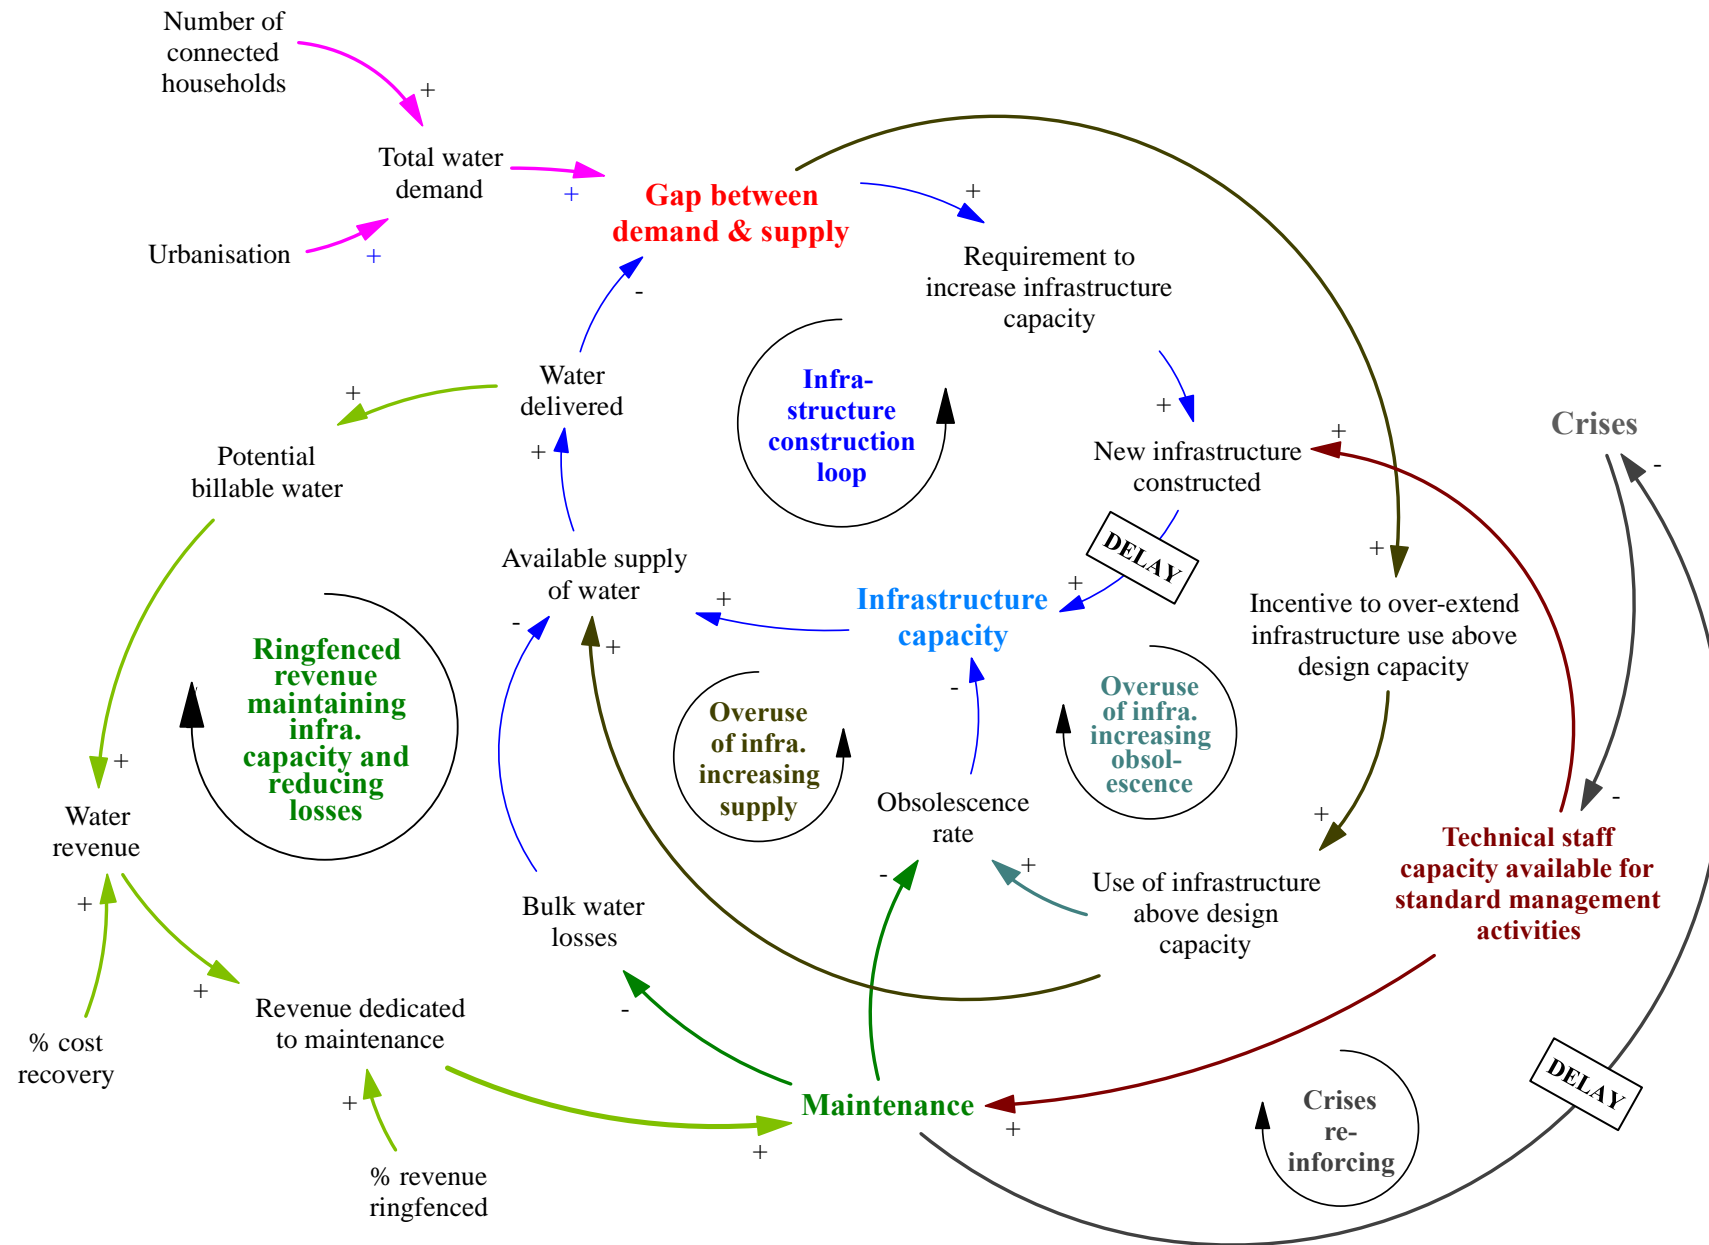 Number of
connected
households
+
Total water
demand
+
Urbanisation
+
Gap between
demand & supply
+
Requirement to
increase infrastructure
capacity
-
Water
delivered
+
Potential
billable water
+
Infra-
structure
construction
loop
+
New infrastructure
constructed
+
Crises
-
DELAY
+
Available supply
of water
+
-
+
Infrastructure
capacity
-
+
Incentive to over-extend
infrastructure use above
design capacity
Ringfenced
revenue
maintaining
infra.
capacity and
reducing
losses
Overuse
of infra.
increasing
supply
Overuse
of infra.
increasing
obsol-
escence
+
Water
revenue
+
Obsolescence
rate
-
+
+
Use of infrastructure
above design
capacity
-
Technical staff
capacity available for
standard management
activities
Bulk water
losses
-
+
Revenue dedicated
to maintenance
% cost
recovery
+
% revenue
ringfenced
+
Maintenance
+
Crises
re-
inforcing
DELAY